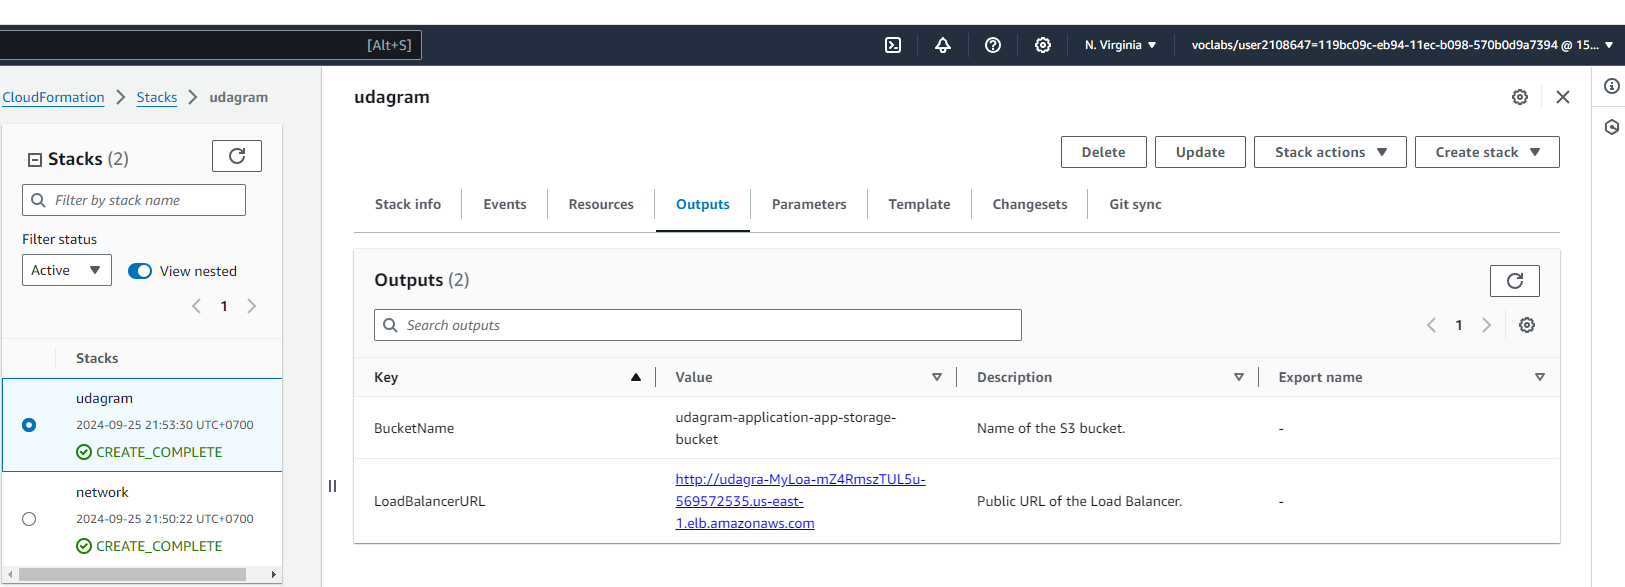 [Alt+S]
N. Virginia
voclabs/user2108647=119bc09c-eb94-11ec-b098-570b0d9a7394 @ 15...
CloudFormation
Stacks
udagram
Stacks (2)
Filter by stack name
Filter status
Active
View nested
1
Stacks
udagram
2024-09-25 21:53:30 UTC+0700
CREATE_COMPLETE
network
2024-09-25 21:50:22 UTC+0700
CREATE_COMPLETE
udagram
Delete
Update
Stack actions
Create stack
Stack info
Events
Resources
Outputs
Parameters
Template
Changesets
Git sync
Outputs (2)
Search outputs
1
Key
Value
Description
Export name
BucketName
udagram-application-app-storage-
bucket
Name of the S3 bucket.
-
LoadBalancerURL
http://udagra-MyLoa-mZ4RmszTUL5u-
569572535.us-east-
1.elb.amazonaws.com
Public URL of the Load Balancer.
-